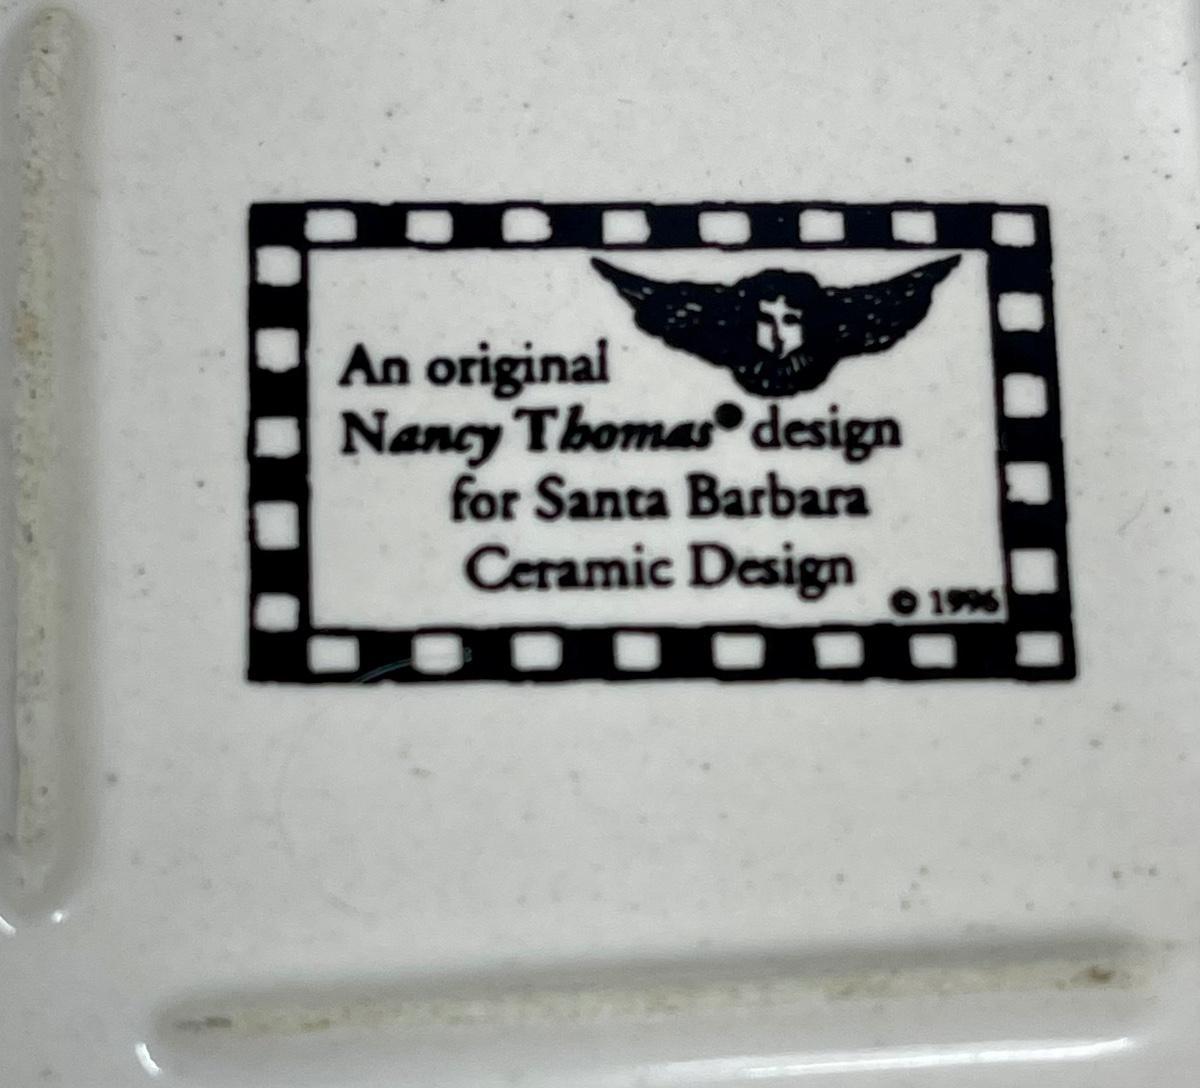 An original
Nancy Thomas® design
for Santa Barbara
Ceramic Design
© 1996